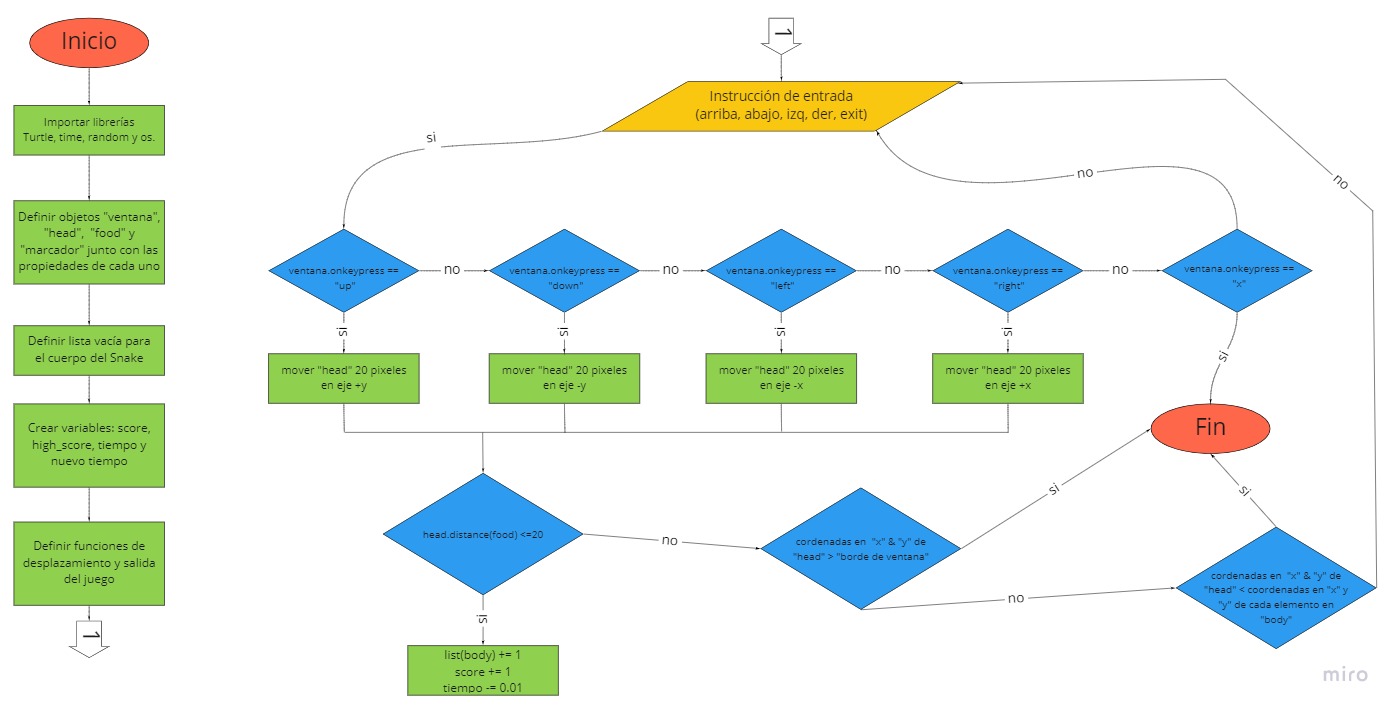 Inicio
Importar librerías
Turtle, time, random y os.
Definir objetos "ventana",
"head", "food" y
"marcador" junto con las
propiedades de cada uno
Definir lista vacía para
el cuerpo del Snake
Crear variables: score,
high_score, tiempo y
nuevo tiempo
Definir funciones de
desplazamiento y salida
del juego
1
1
Instrucción de entrada
(arriba, abajo, izq, der, exit)
si
no
no
ventana.onkeypress ==
"up"
no
ventana.onkeypress ==
"down"
no
ventana.onkeypress ==
"left"
no
ventana.onkeypress ==
"right"
no
ventana.onkeypress ==
"x"
si
si
si
si
si
mover "head" 20 pixeles
en eje +y
mover "head" 20 pixeles
en eje -y
mover "head" 20 pixeles
en eje -x
mover "head" 20 pixeles
en eje +x
Fin
head.distance(food) <=20
no
cordenadas en "x" & "y" de
"head" > "borde de ventana"
si
si
no
cordenadas en "x" & "y" de
"head" < coordenadas en "x" y
"y" de cada elemento en
"body"
si
list(body) += 1
score += 1
tiempo -= 0.01
miro